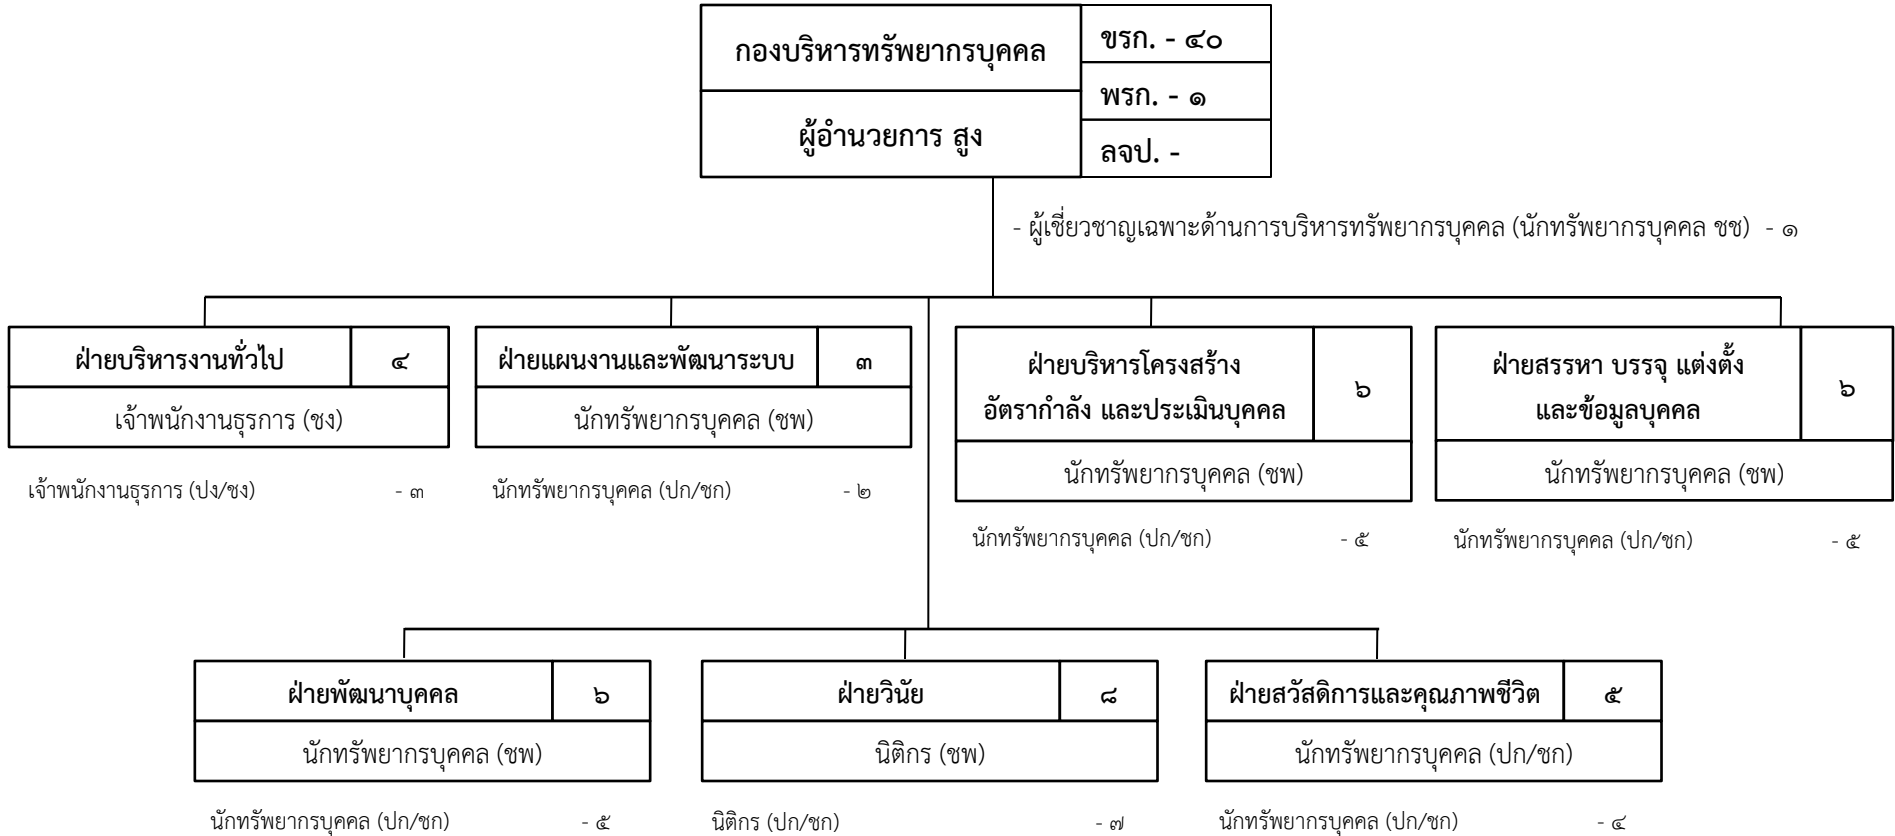 กองบริหารทรัพยากรบุคคล
ผู้อำนวยการ สูง
ขรก. - ๔๐
พรก. - ๑
ลจป. -
- ผู้เชี่ยวชาญเฉพาะด้านการบริหารทรัพยากรบุคคล (นักทรัพยากรบุคคล ชช) - ๑
ฝ่ายบริหารงานทั่วไป ๔
เจ้าพนักงานธุรการ (ชง)
เจ้าพนักงานธุรการ (ปง/ชง) - ๓
ฝ่ายแผนงานและพัฒนาระบบ ๓
นักทรัพยากรบุคคล (ชพ)
นักทรัพยากรบุคคล (ปก/ชก) - ๒
ฝ่ายบริหารโครงสร้าง
อัตรากำลัง และประเมินบุคคล ๖
นักทรัพยากรบุคคล (ชพ)
นักทรัพยากรบุคคล (ปก/ชก) - ๕
ฝ่ายสรรหา บรรจุ แต่งตั้ง
และข้อมูลบุคคล ๖
นักทรัพยากรบุคคล (ชพ)
นักทรัพยากรบุคคล (ปก/ชก) - ๕
ฝ่ายพัฒนาบุคคล ๖
นักทรัพยากรบุคคล (ชพ)
นักทรัพยากรบุคคล (ปก/ชก) - ๕
ฝ่ายวินัย ๘
นิติกร (ชพ)
นิติกร (ปก/ชก) - ๗
ฝ่ายสวัสดิการและคุณภาพชีวิต ๕
นักทรัพยากรบุคคล (ปก/ชก)
นักทรัพยากรบุคคล (ปก/ชก) - ๔